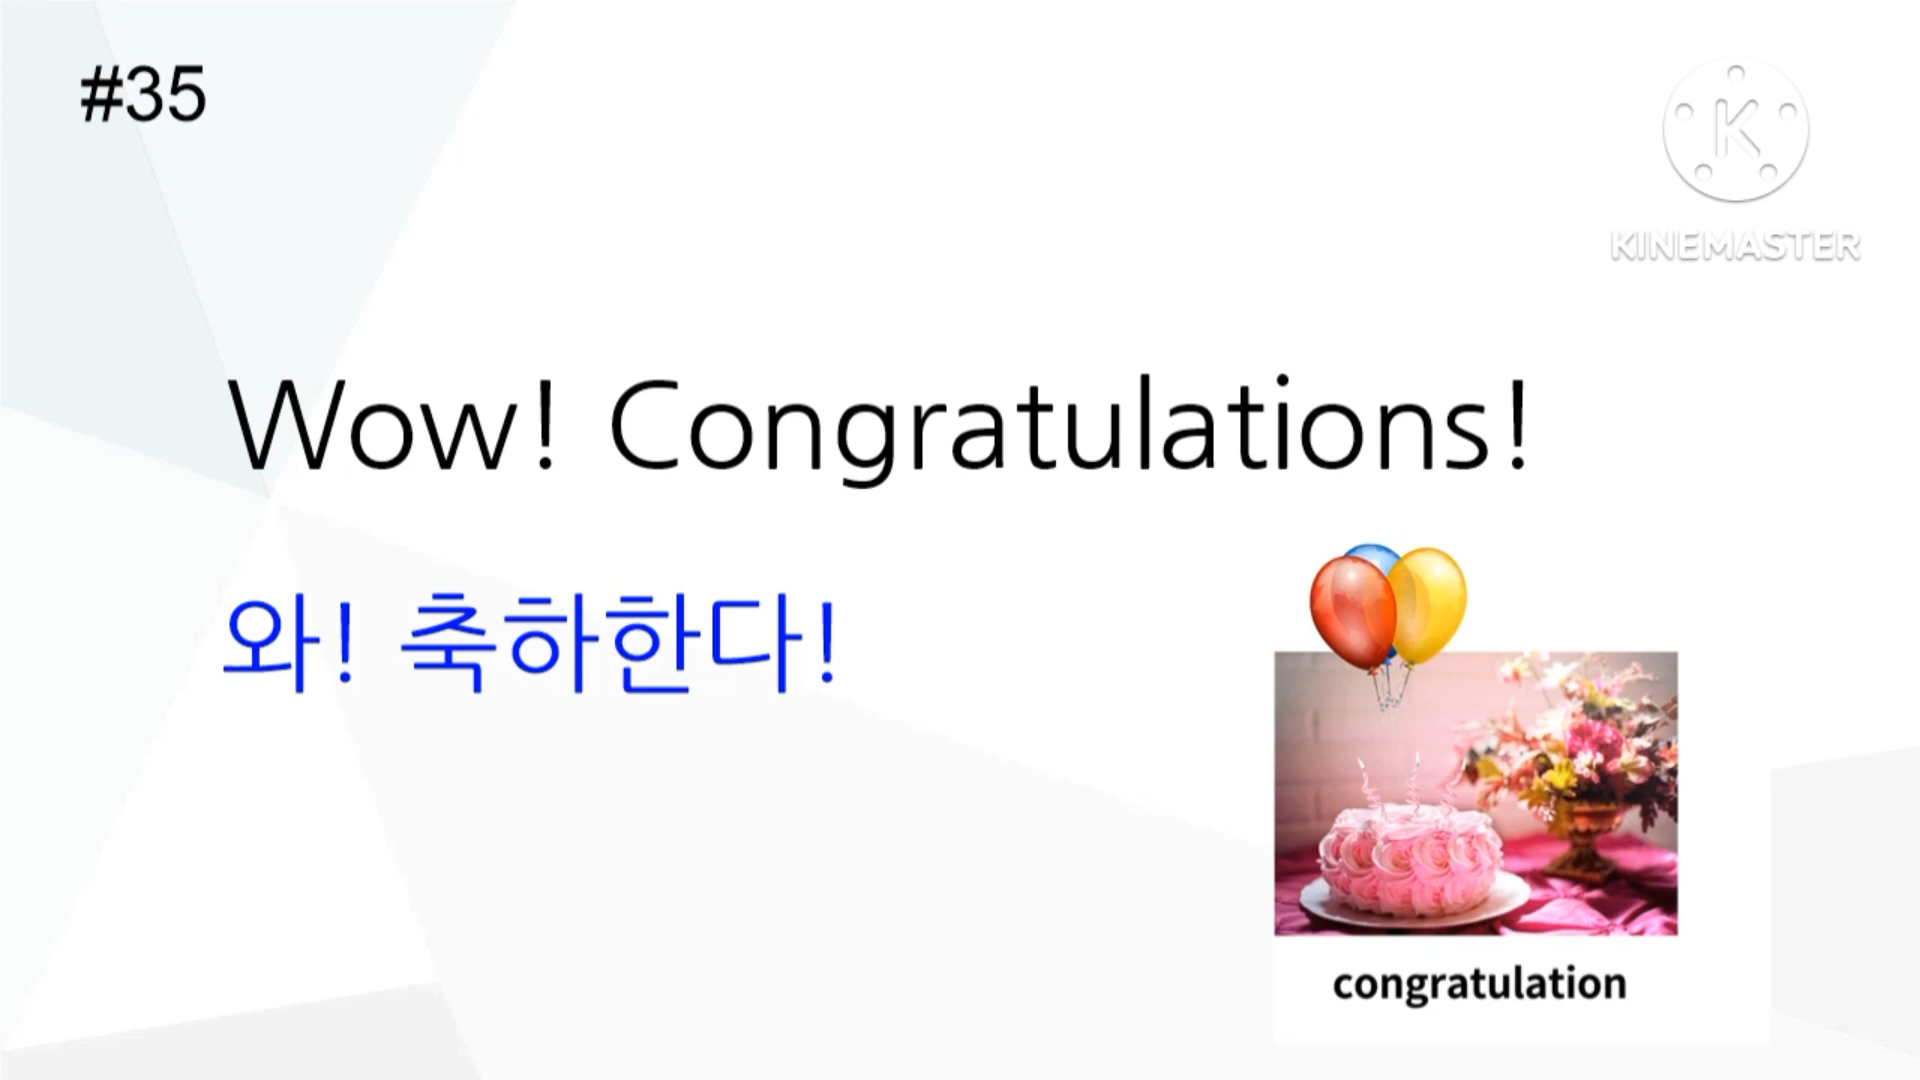 #35
K
KINEMASTER
Wow! Congratulations!
와! 축하한다!
congratulation